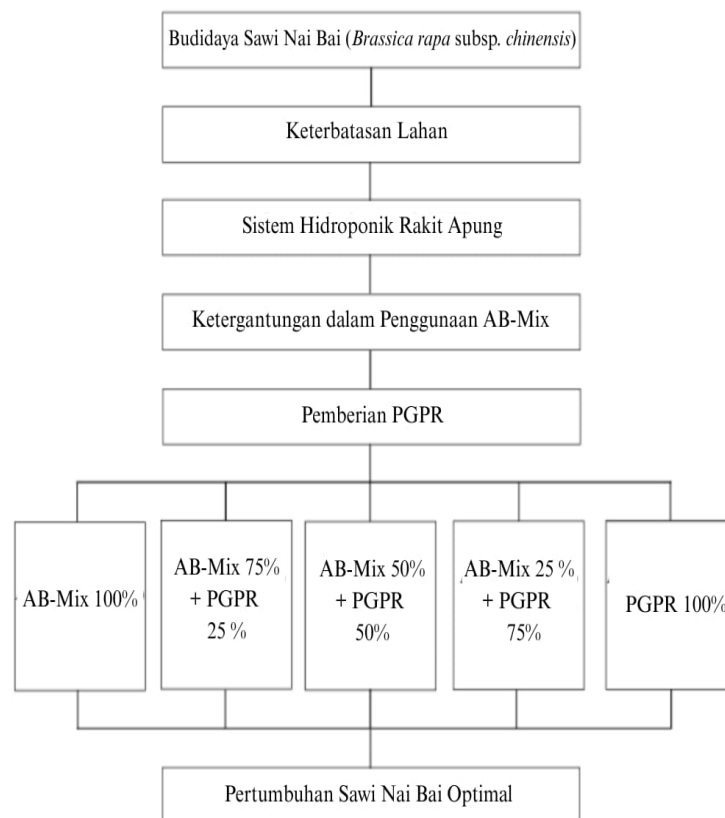 Budidaya Sawi Nai Bai (Brassica rapa subsp. chinensis)
Keterbatasan Lahan
Sistem Hidroponik Rakit Apung
Ketergantungan dalam Penggunaan AB-Mix
Pemberian PGPR
AB-Mix 100%
AB-Mix 75%
+ PGPR
25 %
AB-Mix 50%
+ PGPR
50%
AB-Mix 25 %
+ PGPR
75%
PGPR 100%
Pertumbuhan Sawi Nai Bai Optimal